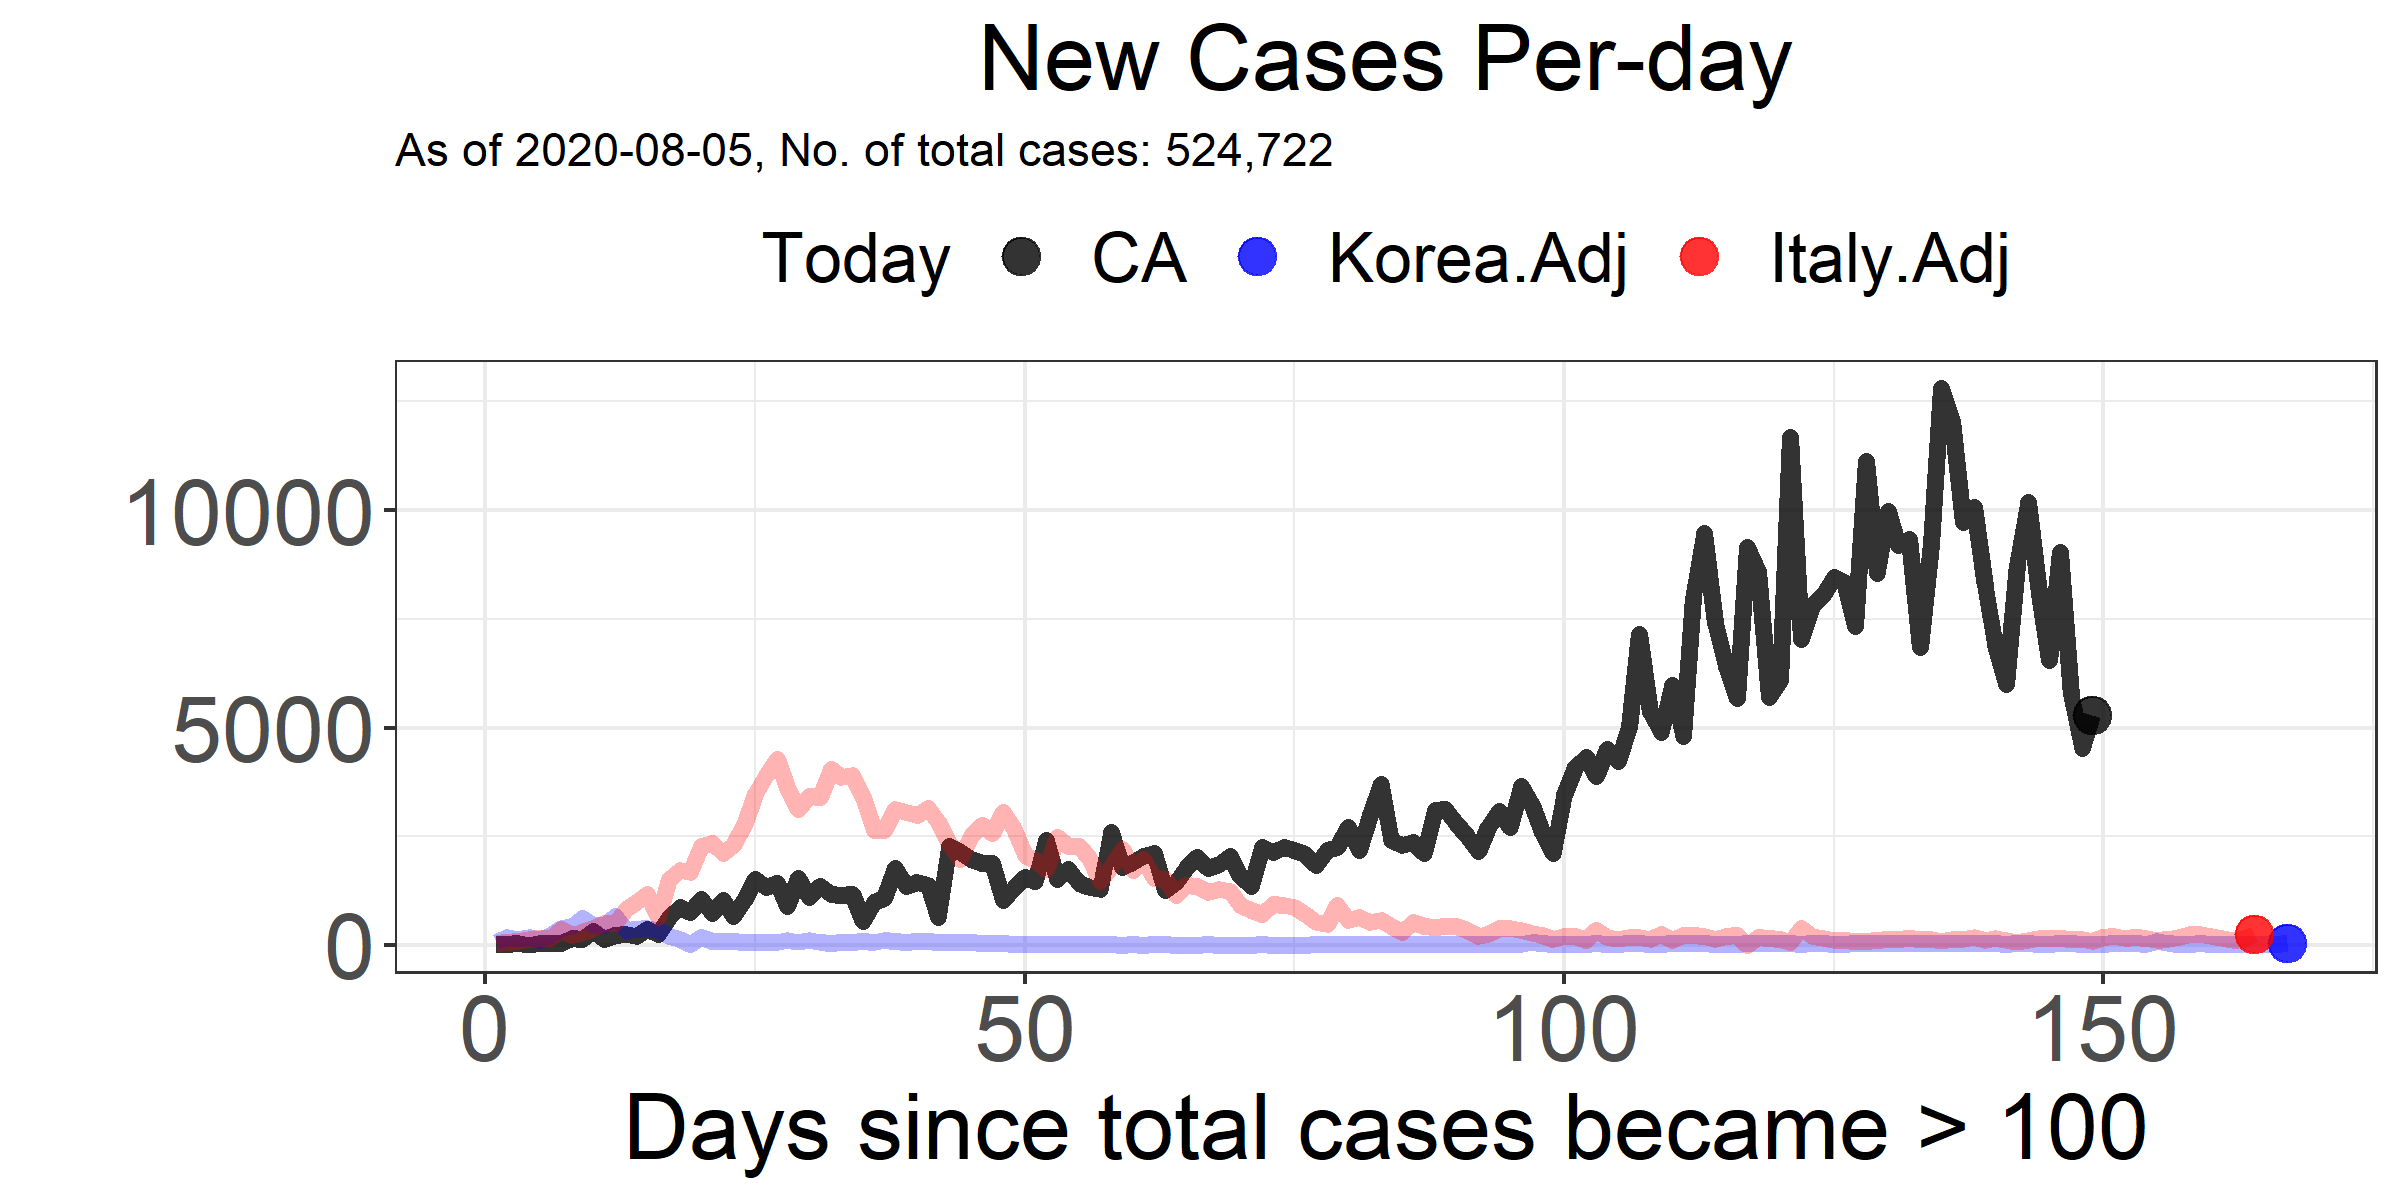 New Cases Per-day
As of 2020-08-05, No. of total cases: 524,722
Today CA Korea.Adj Italy.Adj
10000
5000
0
0 50 100 150
Days since total cases became > 100